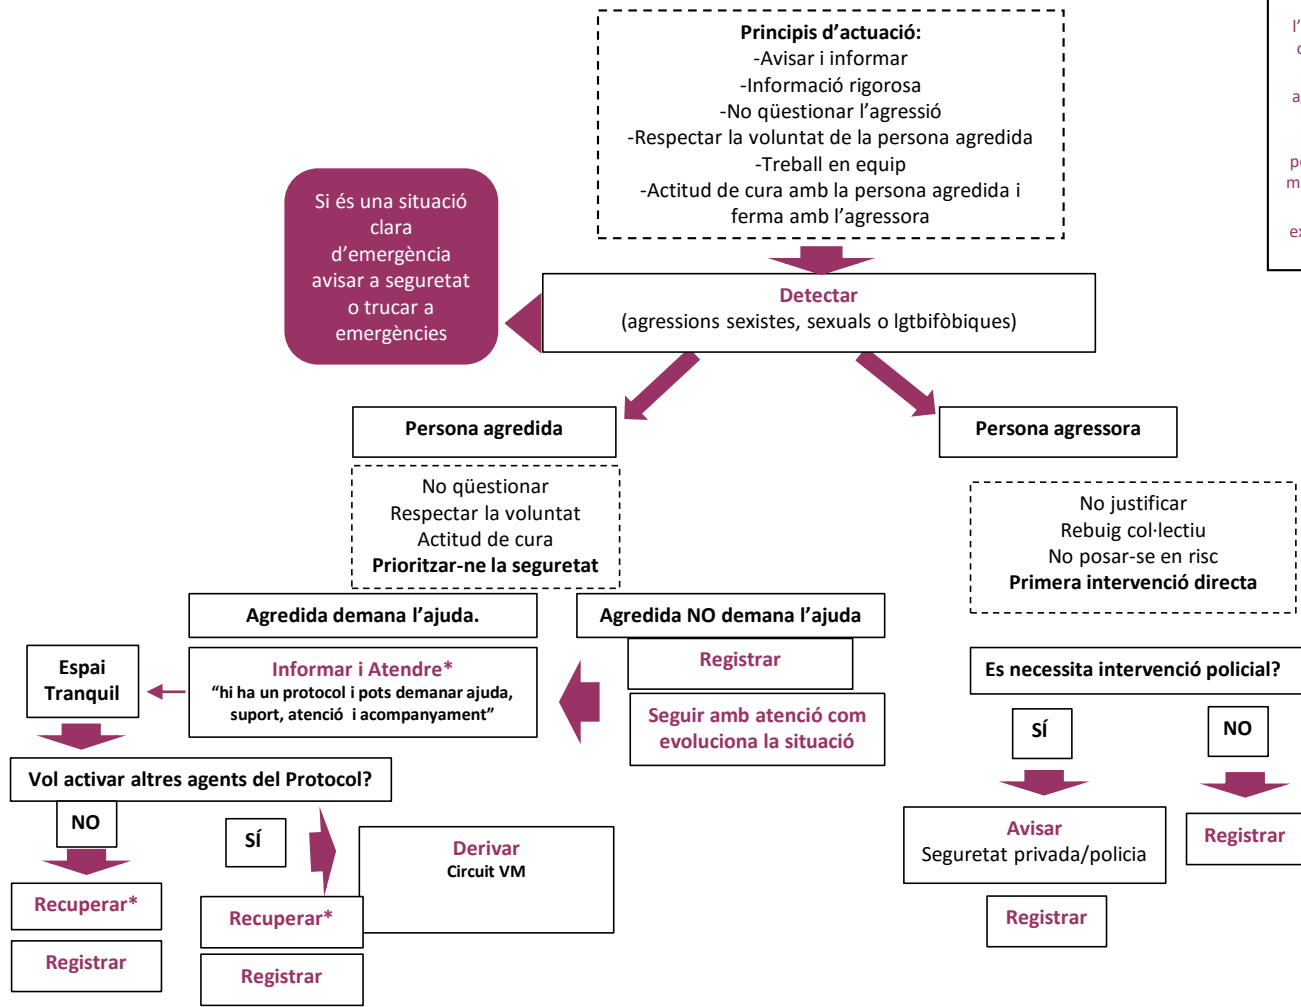 Principis d'actuació:
-Avisar i informar
-Informació rigorosa
-No qüestionar l'agressió
-Respectar la voluntat de la persona agredida
-Treball en equip
-Actitud de cura amb la persona agredida i
ferma amb l'agressora
Si és una situació
clara
d'emergència
avisar a seguretat
o trucar a
emergències
Detectar
(agressions sexistes, sexuals o lgtbifòbiques)
Persona agredida
Persona agressora
No qüestionar
Respectar la voluntat
Actitud de cura
Prioritzar-ne la seguretat
No justificar
Rebuig col·lectiu
No posar-se en risc
Primera intervenció directa
Agredida demana l'ajuda.
Agredida NO demana l'ajuda
Espai
Tranquil
Informar i Atendre*
“hi ha un protocol i pots demanar ajuda,
suport, atenció i acompanyament”
Registrar
Seguir amb atenció com
evoluciona la situació
Es necessita intervenció policial?
SÍ
NO
Vol activar altres agents del Protocol?
NO
SÍ
Derivar
Circuit VM
Avisar
Seguretat privada/policia
Registrar
Recuperar*
Recuperar*
Registrar
Registrar
Registrar